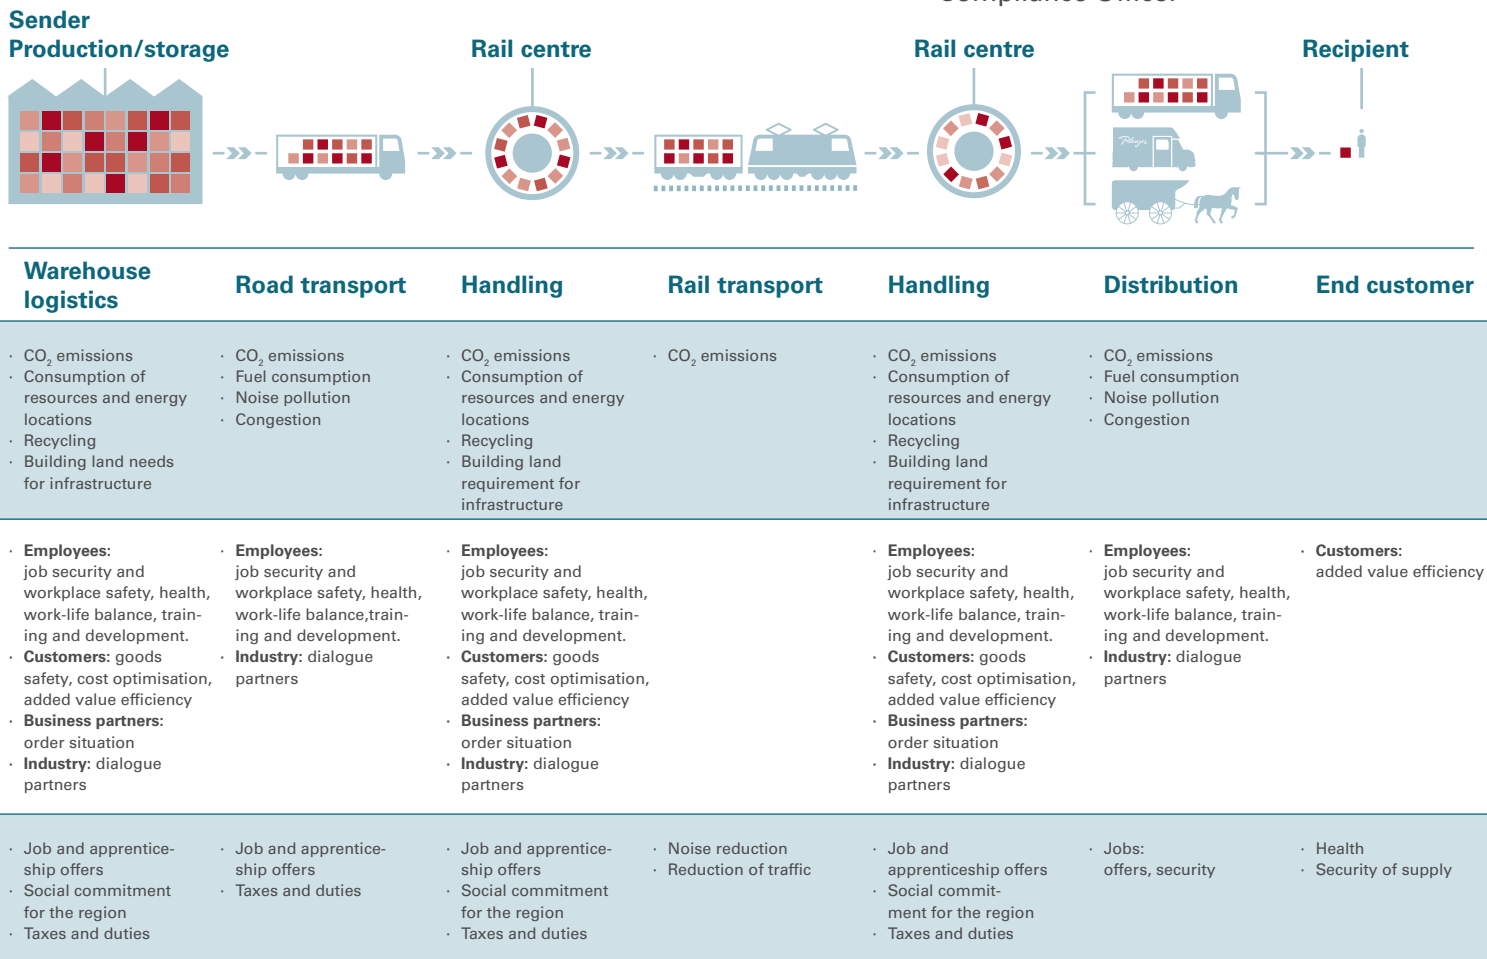 Compliance Officer
Sender
Production/storage
Rail centre
Rail centre
Recipient
Pfenninger
Warehouse
logistics
Road transport
Handling
Rail transport
Handling
Distribution
End customer
· CO₂ emissions
· Consumption of
resources and energy
locations
· Recycling
· Building land needs
for infrastructure
· CO₂ emissions
· Fuel consumption
· Noise pollution
· Congestion
· CO₂ emissions
· Consumption of
resources and energy
locations
· Recycling
· Building land
requirement for
infrastructure
· CO₂ emissions
· CO₂ emissions
· Consumption of
resources and energy
locations
· Recycling
· Building land
requirement for
infrastructure
· CO₂ emissions
· Fuel consumption
· Noise pollution
· Congestion
· Employees:
job security and
workplace safety, health,
work-life balance, train-
ing and development.
· Customers: goods
safety, cost optimisation,
added value efficiency
· Business partners:
order situation
· Industry: dialogue
partners
· Employees:
job security and
workplace safety, health,
work-life balance,train-
ing and development.
· Industry: dialogue
partners
· Employees:
job security and
workplace safety, health,
work-life balance, train-
ing and development.
· Customers: goods
safety, cost optimisation,
added value efficiency
· Business partners:
order situation
· Industry: dialogue
partners
· Employees:
job security and
workplace safety, health,
work-life balance, train-
ing and development.
· Customers: goods
safety, cost optimisation,
added value efficiency
· Business partners:
order situation
· Industry: dialogue
partners
· Employees:
job security and
workplace safety, health,
work-life balance, train-
ing and development.
· Industry: dialogue
partners
· Customers:
added value efficiency
· Job and apprentice-
ship offers
· Social commitment
for the region
· Taxes and duties
· Job and apprentice-
ship offers
· Taxes and duties
· Job and apprentice-
ship offers
· Social commitment
for the region
· Taxes and duties
· Noise reduction
· Reduction of traffic
· Job and
apprenticeship offers
· Social commit-
ment for the region
· Taxes and duties
· Jobs:
offers, security
· Health
· Security of supply